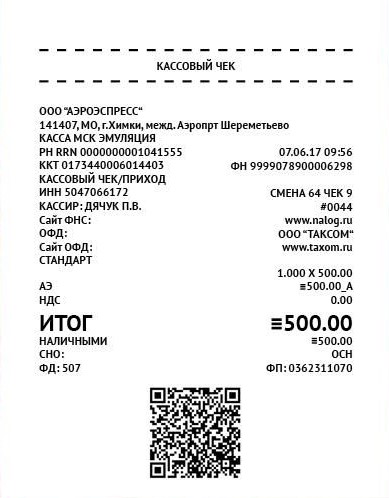 КАССОВЫЙ ЧЕК
ООО “АЭРОЭСПРЕСС“
141407, МО, г.Химки, межд. Аэропрт Шереметьево
КАССА МСК ЭМУЛЯЦИЯ
РН RRN 0000000001041555 07.06.17 09:56
ККТ 0173440006014403 ФН 9999078900006298
КАССОВЫЙ ЧЕК/ПРИХОД
ИНН 5047066172 СМЕНА 64 ЧЕК 9
КАССИР: ДЯЧУК П.В. #0044
Сайт ФНС: www.nalog.ru
ОФД: ООО “ТАКСОМ“
Сайт ОФД: www.taxom.ru
СТАНДАРТ
1.000 X 500.00
АЭ ≡500.00_А
НДС 0.00
ИТОГ ≡500.00
НАЛИЧНЫМИ ≡500.00
СНО: ОСН
ФД: 507 ФП: 0362311070